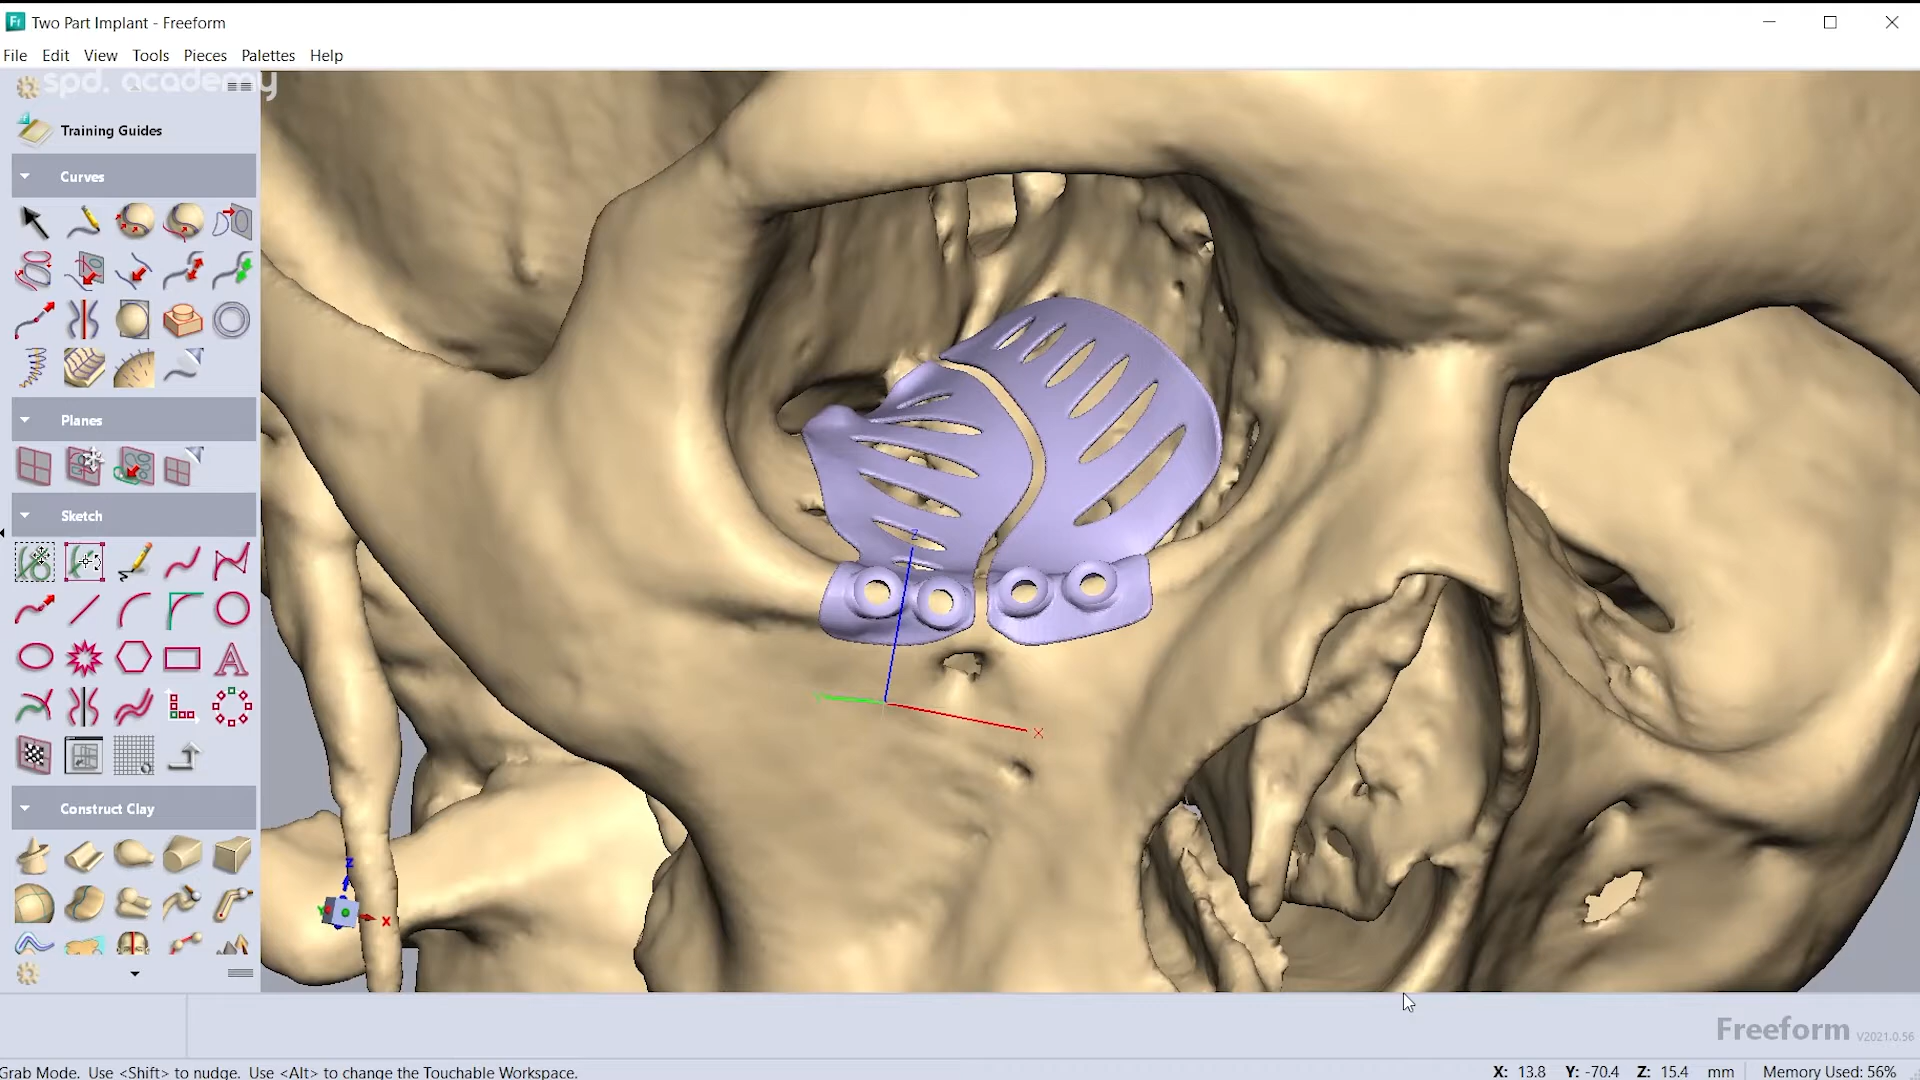 Two Part Implant - Freeform
File Edit View Tools Pieces Palettes Help
spd. academy
Training Guides
Curves
Planes
Sketch
Construct Clay
Z
X
Z
Y
X
Freeform V2021.0.56
Grab Mode. Use <Shift> to nudge. Use <Alt> to change the Touchable Workspace.
X: 13.8 Y: -70.4 Z: 15.4 mm Memory Used: 56%